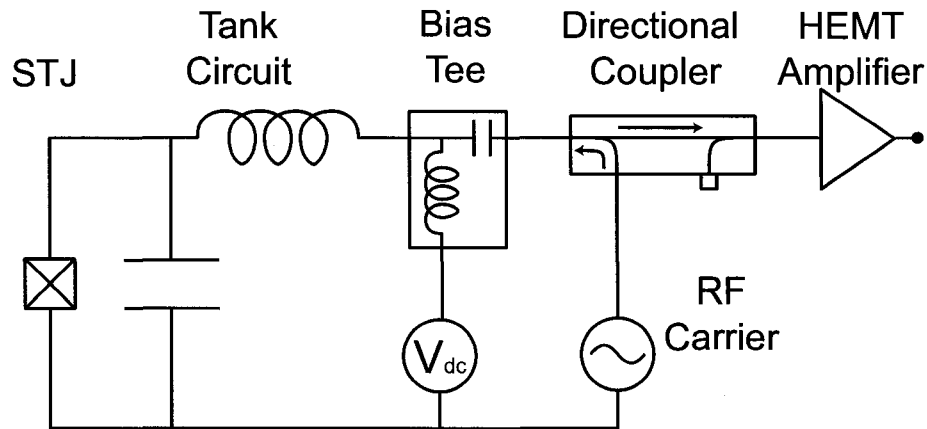 STJ
Tank
Circuit
Bias
Tee
Directional
Coupler
HEMT
Amplifier
Vdc
RF
Carrier